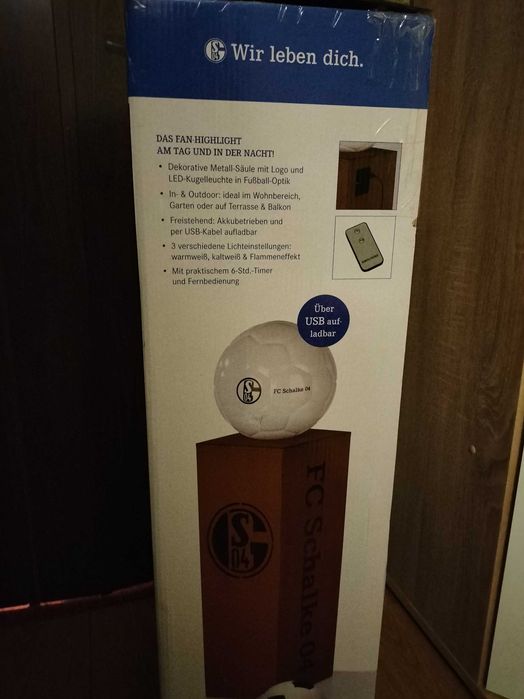 Wir leben dich.
DAS FAN-HIGHLIGHT
AM TAG UND IN DER NACHT!
• Dekorative Metall-Säule mit Logo und
LED-Kugelleuchte in Fußball-Optik
• In- & Outdoor: ideal im Wohnbereich,
Garten oder auf Terrasse & Balkon
• Freistehend: Akkubetrieben und
per USB-Kabel aufladbar
• 3 verschiedene Lichteinstellungen:
warmweiß, kaltweiß & Flammeneffekt
• Mit praktischem 6-Std.-Timer
und Fernbedienung
Über
USB auf-
ladbar
S04
FC Schalke 04
S04
FC Schalke 04